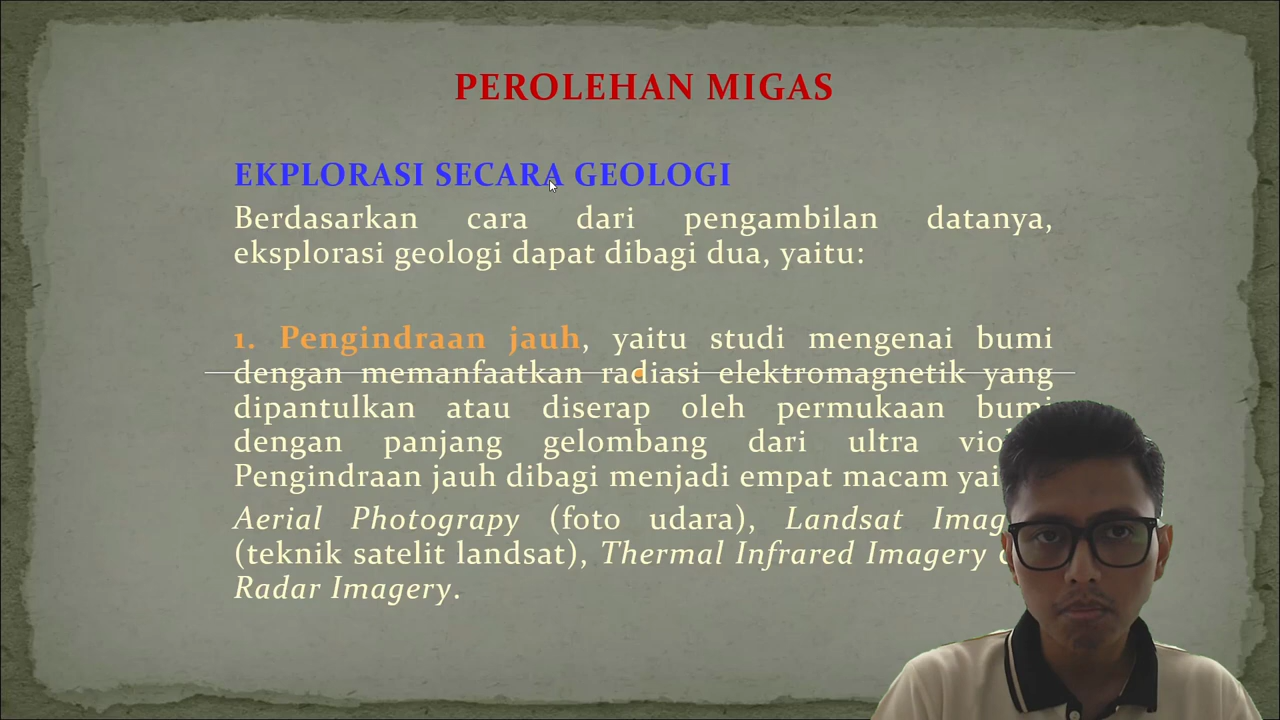 PEROLEHAN MIGAS
EKPLORASI SECARA GEOLOGI
Berdasarkan cara dari pengambilan datanya,
eksplorasi geologi dapat dibagi dua, yaitu:
1. Pengindraan jauh, yaitu studi mengenai bumi
dengan memanfaatkan radiasi elektromagnetik yang
dipantulkan atau diserap oleh permukaan bumi
dengan panjang gelombang dari ultra
Pengindraan jauh dibagi menjadi empat macam
Aerial Photograpy (foto udara), Landsat
(teknik satelit landsat), Thermal Infrared Imagery
Radar Imagery.